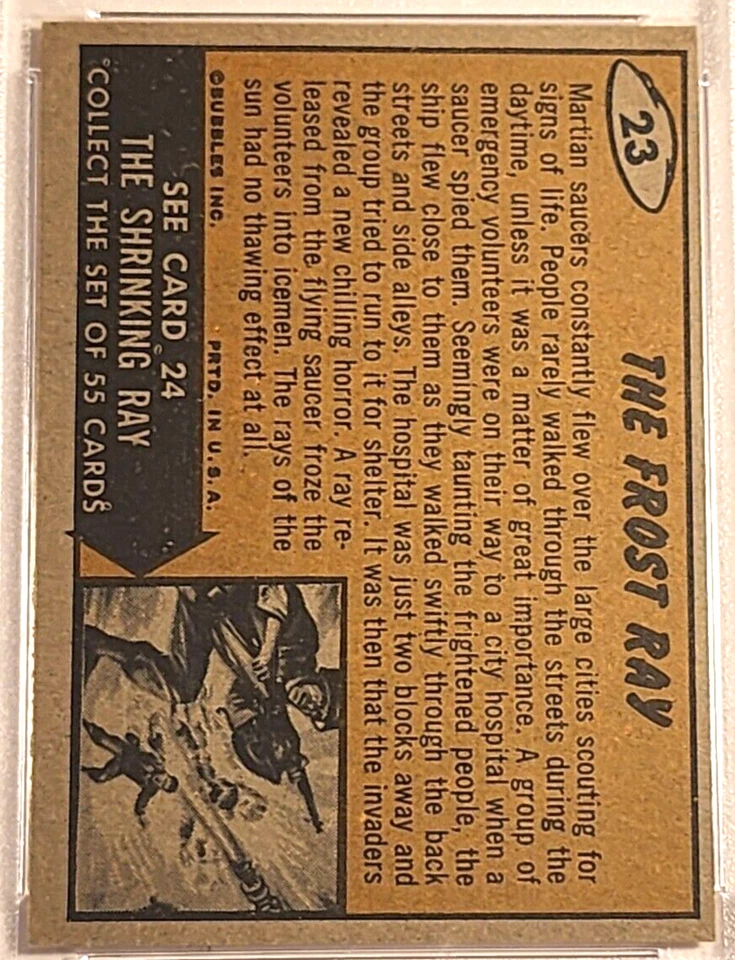 23
THE FROST RAY
Martian saucers constantly flew over the large cities scouting for
signs of life. People rarely walked through the streets during the
daytime, unless it was a matter of great importance. A group of
emergency volunteers were on their way to a city hospital when a
saucer spied them. Seemingly taunting the frightened people, the
ship flew close to them as they walked swiftly through the back
streets and side alleys. The hospital was just two blocks away and
the group tried to run to it for shelter. It was then that the invaders
revealed a new chilling horror. A ray re-
leased from the flying saucer froze the
volunteers into icemen. The rays of the
sun had no thawing effect at all.
©BUBBLES INC. PRTD. IN U.S.A.
SEE CARD 24
THE SHRINKING RAY
COLLECT THE SET OF 55 CARDS